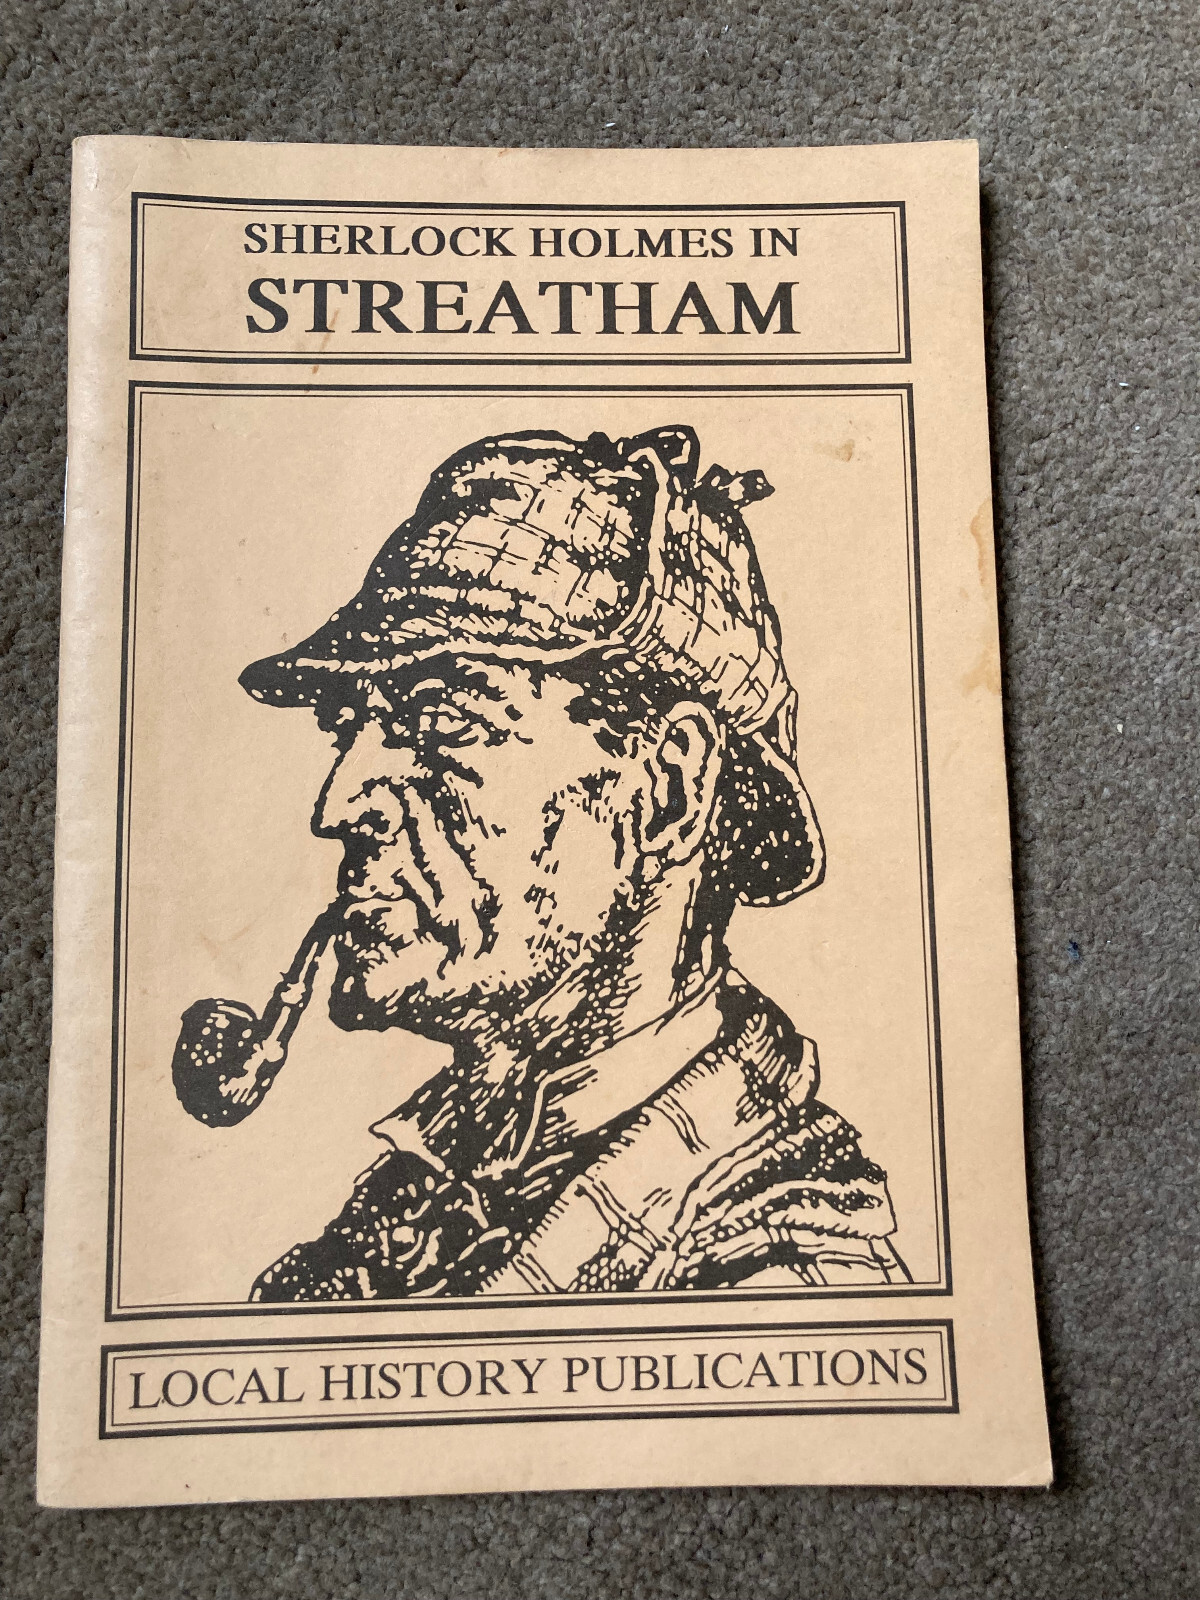 SHERLOCK HOLMES IN
STREATHAM
LOCAL HISTORY PUBLICATIONS